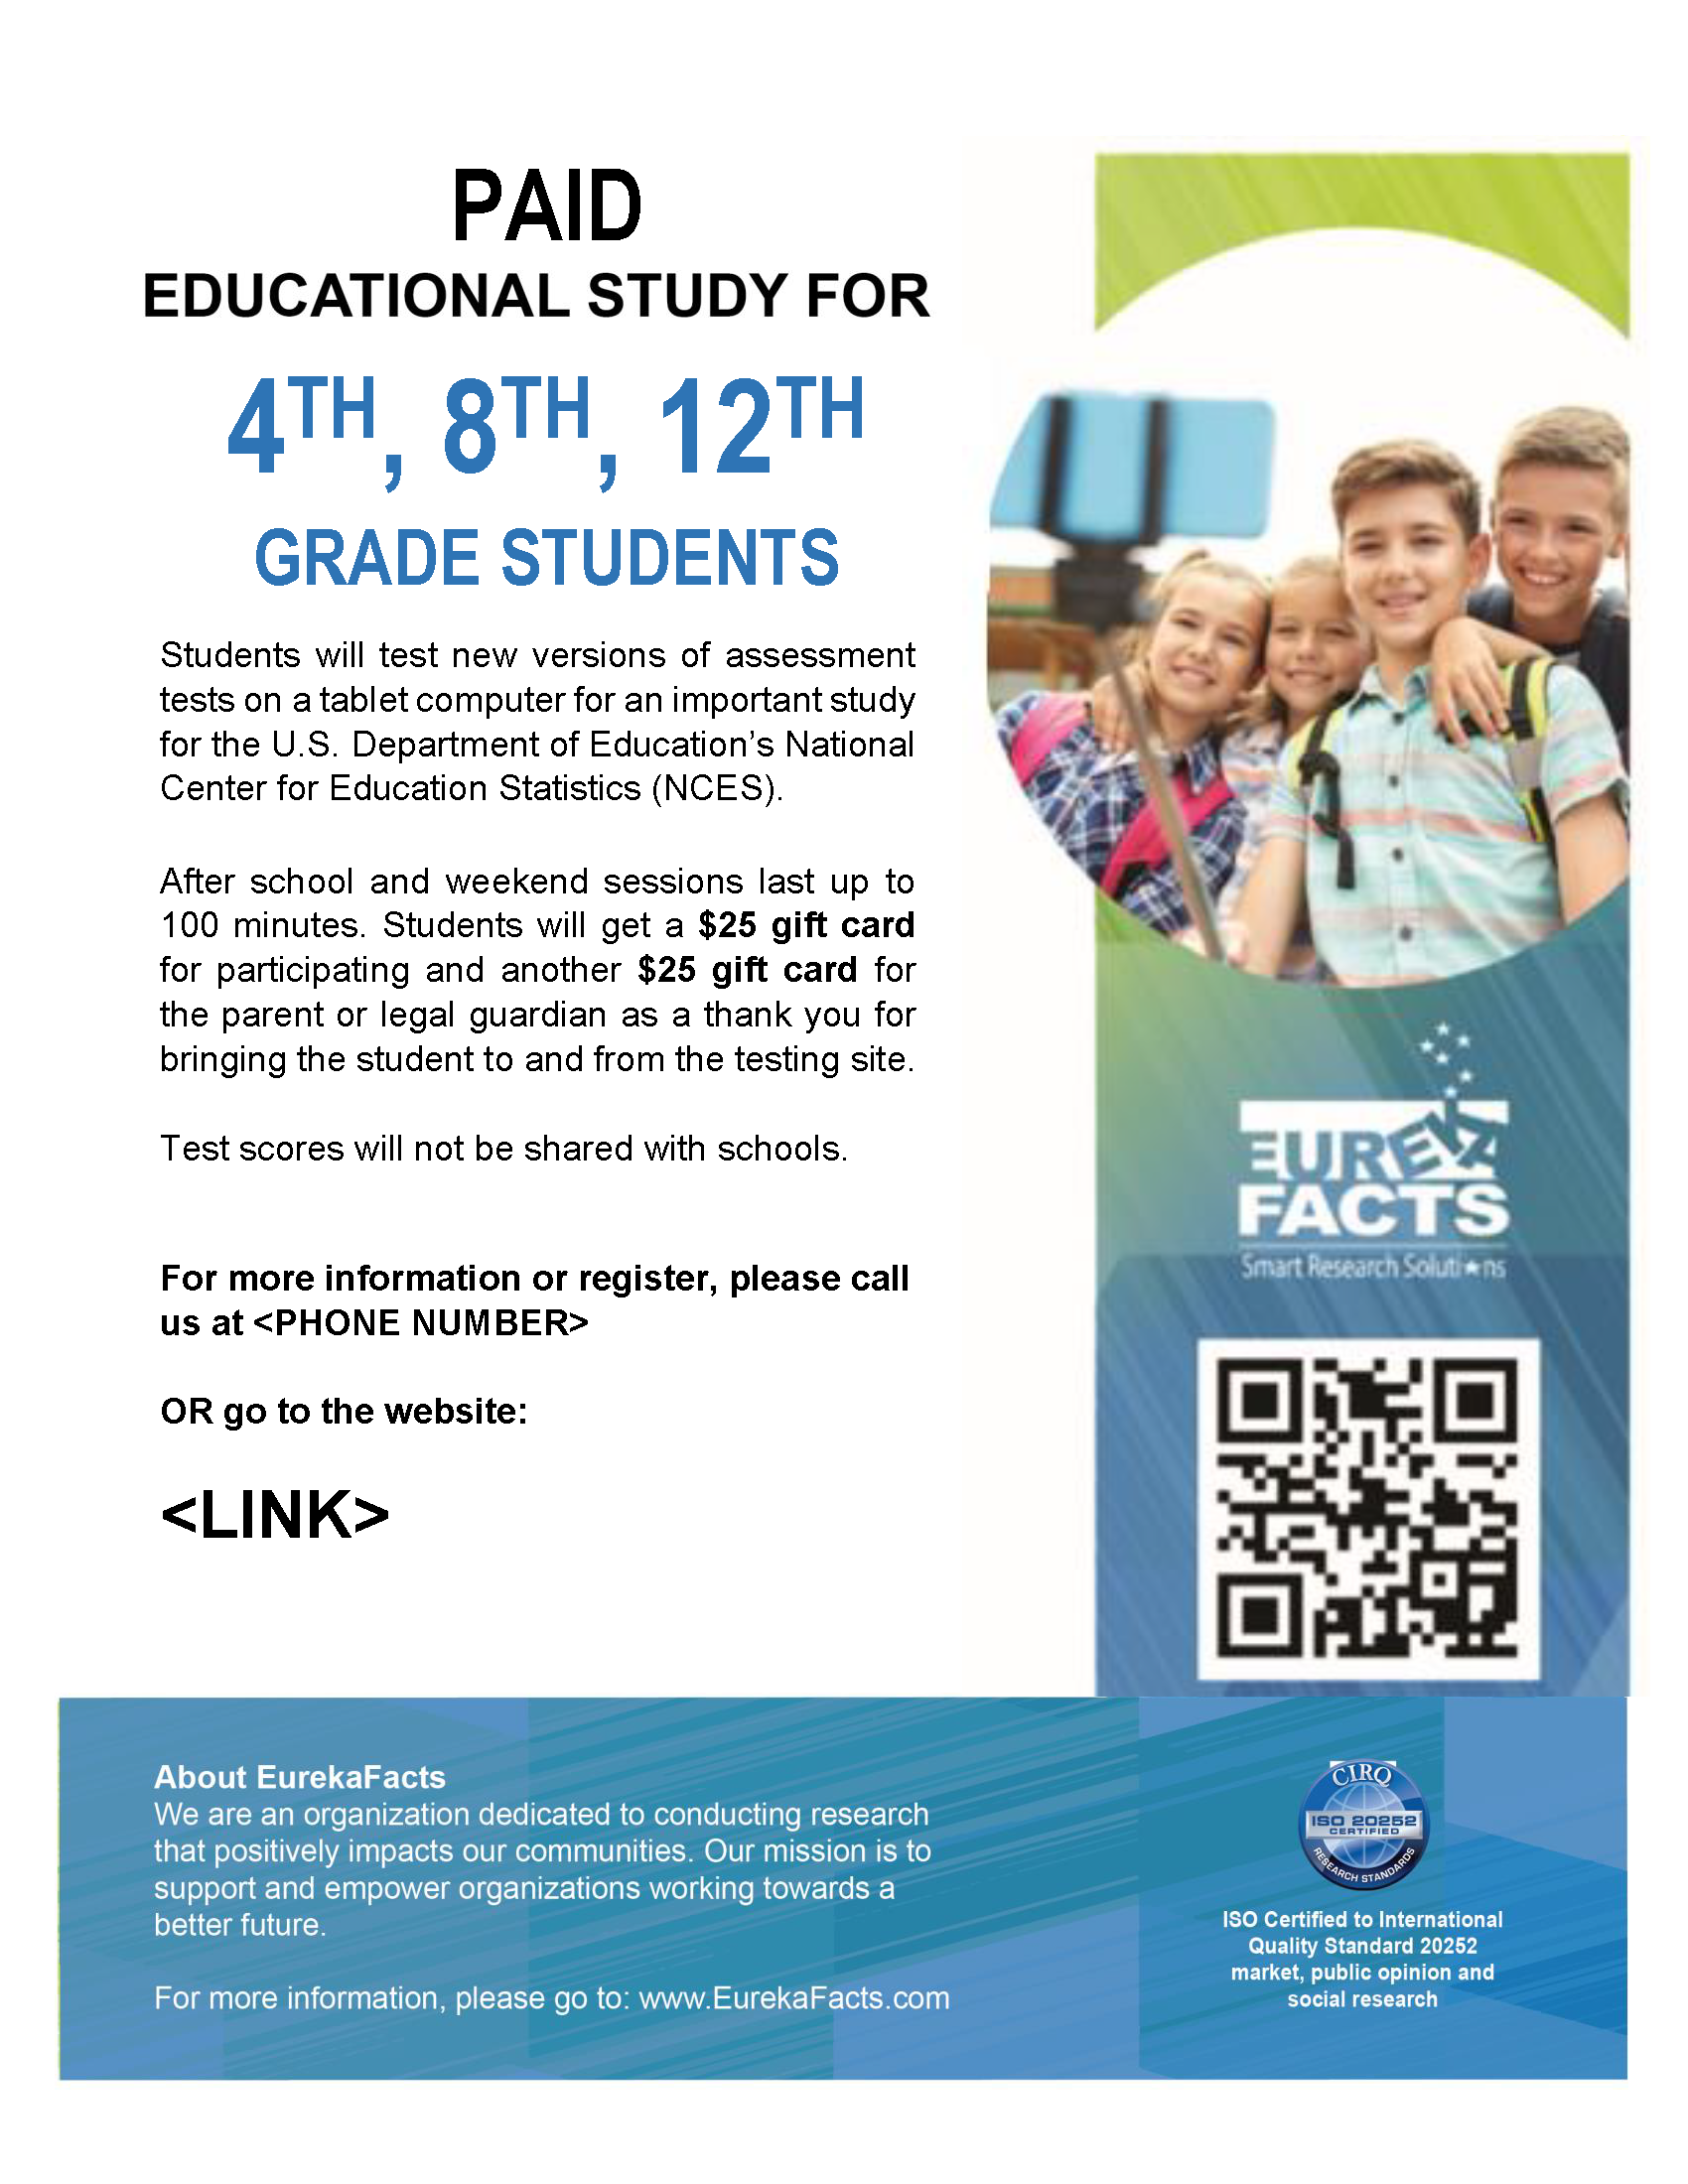 PAID
EDUCATIONAL STUDY FOR
4TH, 8TH, 12TH
GRADE STUDENTS
Students will test new versions of assessment
tests on a tablet computer for an important study
for the U.S. Department of Education’s National
Center for Education Statistics (NCES).
After school and weekend sessions last up to
100 minutes. Students will get a $25 gift card
for participating and another $25 gift card for
the parent or legal guardian as a thank you for
bringing the student to and from the testing site.
Test scores will not be shared with schools.
For more information or register, please call
us at <PHONE NUMBER>
OR go to the website:
<LINK>
EUREKA
FACTS
Smart Research Solutions
About EurekaFacts
We are an organization dedicated to conducting research
that positively impacts our communities. Our mission is to
support and empower organizations working towards a
better future.
For more information, please go to: www.EurekaFacts.com
CIRQ
ISO 20252
CERTIFIED
RESEARCH STANDARDS
ISO Certified to International
Quality Standard 20252
market, public opinion and
social research